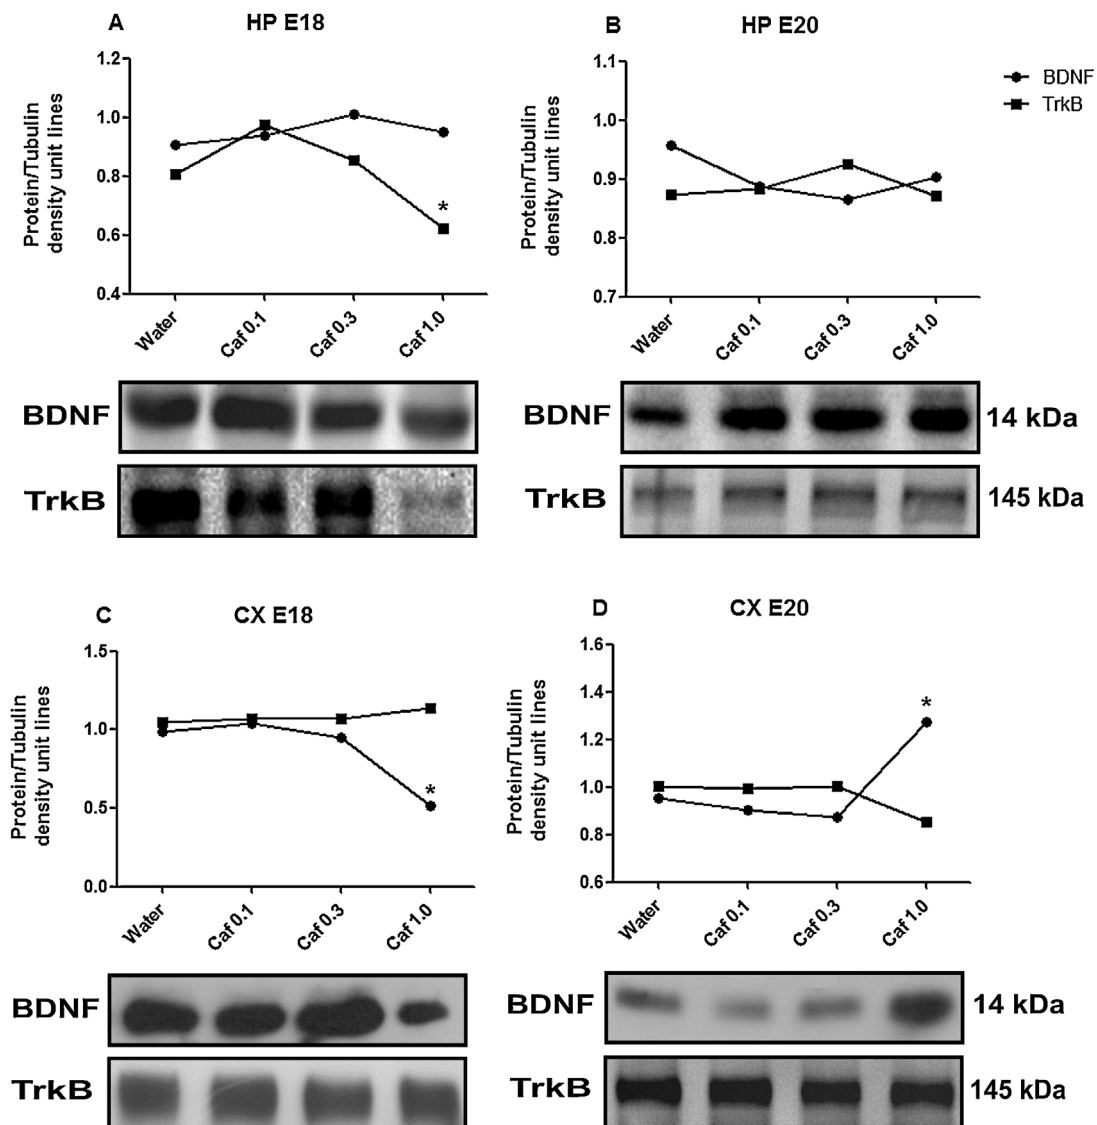 A
HP E18
Protein/Tubulin
density unit lines
1.2
1.0
0.8
0.6
0.4
*
Water
Caf 0.1
Caf 0.3
Caf 1.0
BDNF
TrkB
B
HP E20
Protein/Tubulin
density unit lines
1.1
1.0
0.9
0.8
0.7
Water
Caf 0.1
Caf 0.3
Caf 1.0
BDNF
TrkB
BDNF 14 kDa
TrkB 145 kDa
C
CX E18
Protein/Tubulin
density unit lines
1.5
1.0
0.5
0.0
*
Water
Caf 0.1
Caf 0.3
Caf 1.0
BDNF
TrkB
D
CX E20
Protein/Tubulin
density unit lines
1.6
1.4
1.2
1.0
0.8
0.6
*
Water
Caf 0.1
Caf 0.3
Caf 1.0
BDNF 14 kDa
TrkB 145 kDa